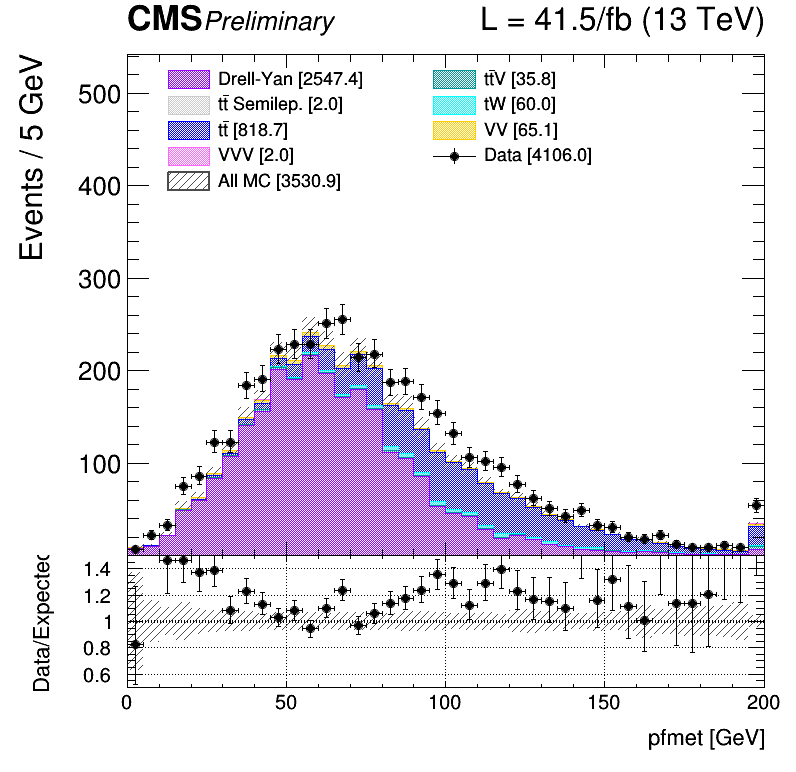 CMS Preliminary L = 41.5/fb (13 TeV)
Events / 5 GeV
500
400
300
200
100
Drell-Yan [2547.4]
tt̄ Semilep. [2.0]
tt̄ [818.7]
VVV [2.0]
All MC [3530.9]
tt̄V [35.8]
tW [60.0]
VV [65.1]
Data [4106.0]
Data/Expected
1.4
1.2
1
0.8
0.6
0 50 100 150 200
pfmet [GeV]